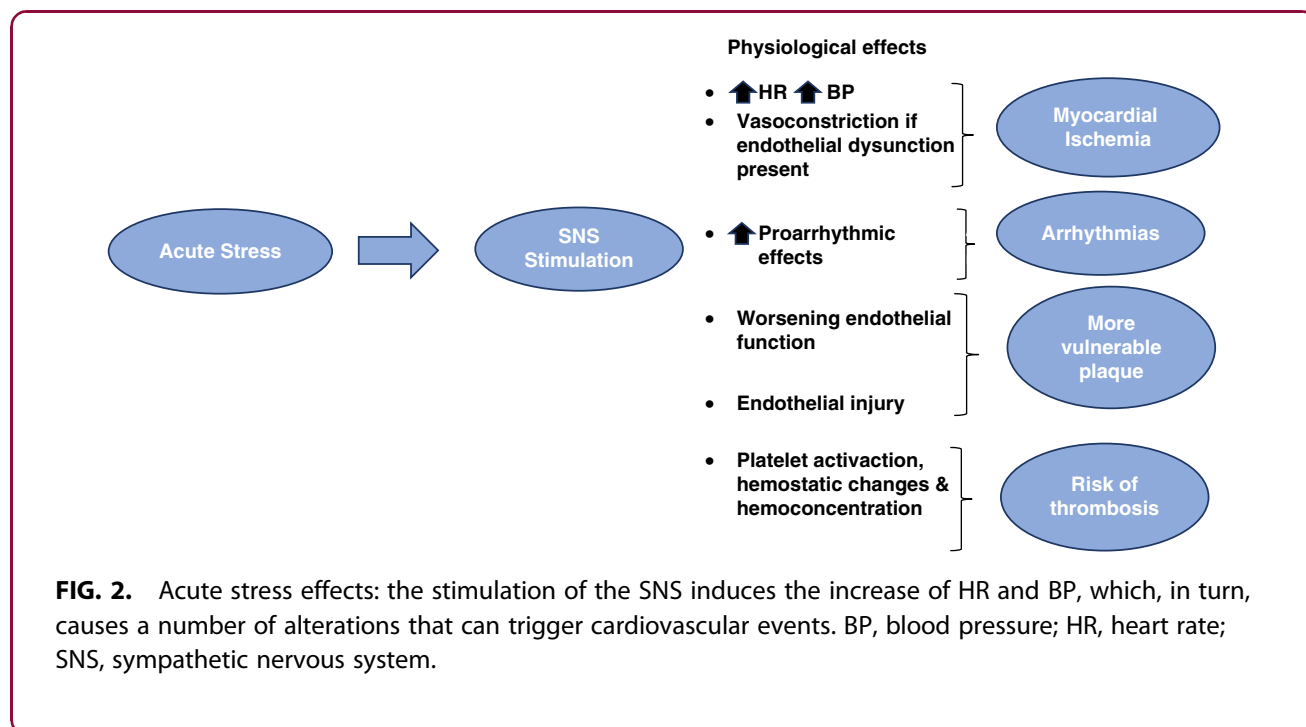 Physiological effects
• HR BP
• Vasoconstriction if
endothelial dysunction
present
Myocardial
Ischemia
Acute Stress
SNS
Stimulation
• Proarrhythmic
effects
Arrhythmias
• Worsening endothelial
function
• Endothelial injury
More
vulnerable
plaque
• Platelet activaction,
hemostatic changes &
hemoconcentration
Risk of
thrombosis
FIG. 2. Acute stress effects: the stimulation of the SNS induces the increase of HR and BP, which, in turn,
causes a number of alterations that can trigger cardiovascular events. BP, blood pressure; HR, heart rate;
SNS, sympathetic nervous system.